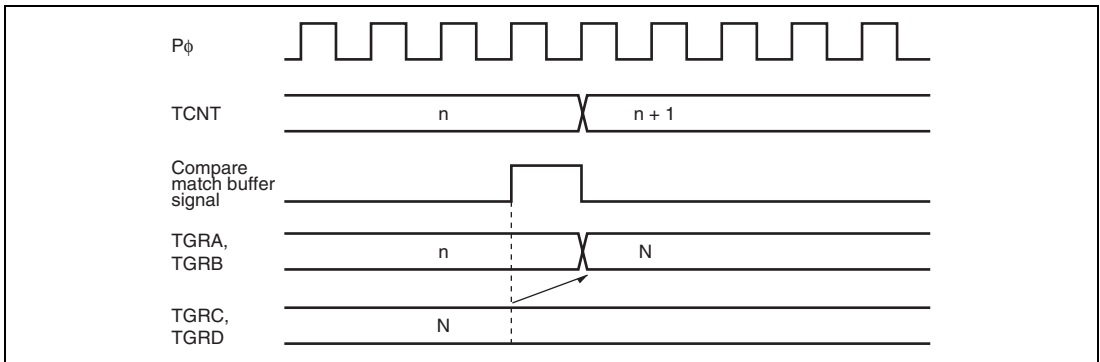 Pϕ
TCNT
n
n + 1
Compare
match buffer
signal
TGRA,
TGRB
n
N
TGRC,
TGRD
N